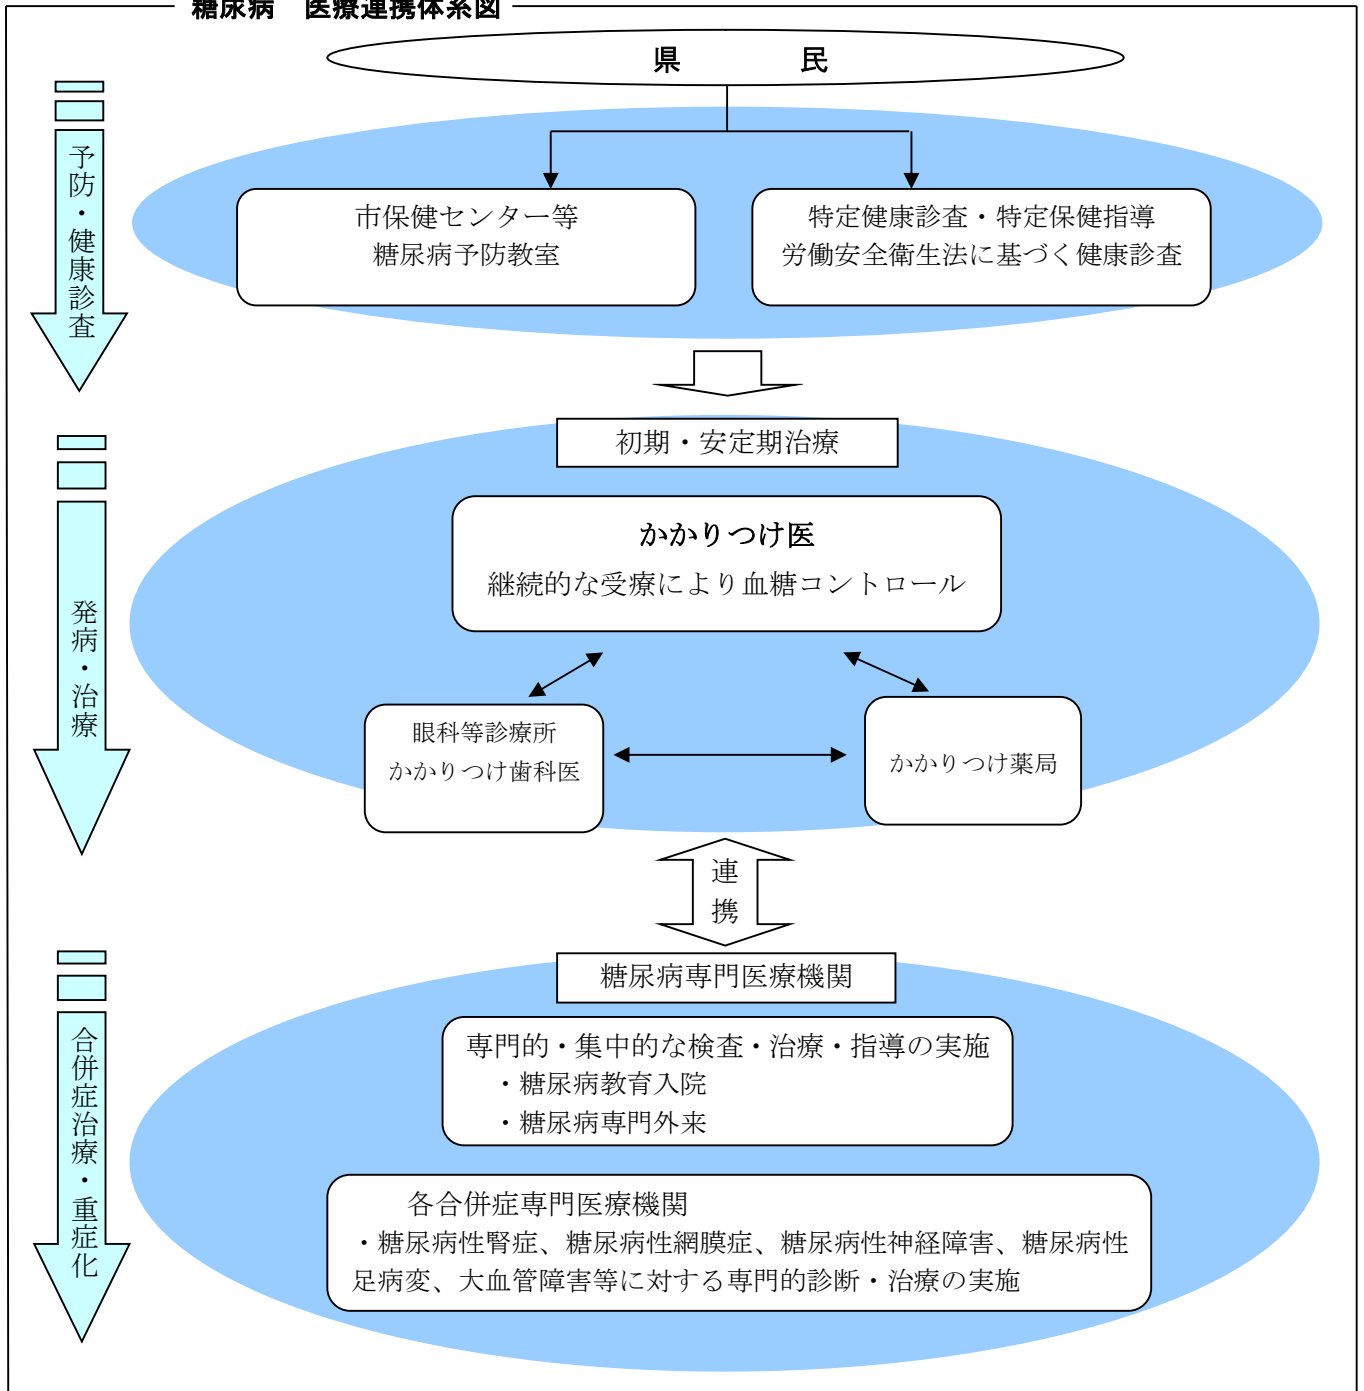 糖尿病　医療連携体系図
県　　　　民
予防・健康診査
市保健センター等
糖尿病予防教室
特定健康診査・特定保健指導
労働安全衛生法に基づく健康診査
初期・安定期治療
発病・治療
かかりつけ医
継続的な受療により血糖コントロール
眼科等診療所
かかりつけ歯科医
かかりつけ薬局
連携
糖尿病専門医療機関
合併症治療・重症化
専門的・集中的な検査・治療・指導の実施
・糖尿病教育入院
・糖尿病専門外来
各合併症専門医療機関
・糖尿病性腎症、糖尿病性網膜症、糖尿病性神経障害、糖尿病性
足病変、大血管障害等に対する専門的診断・治療の実施